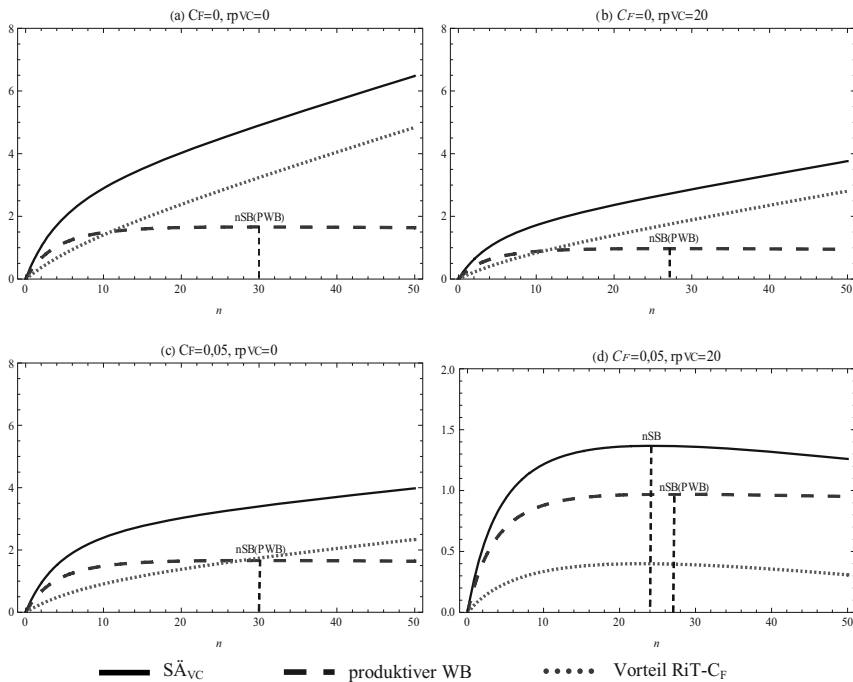 (a) CF=0, rpVC=0
(b) CF=0, rpVC=20
8
6
4
2
0
nSB(PWB)
0 10 20 30 40 50
n
8
6
4
2
0
nSB(PWB)
0 10 20 30 40 50
n
(c) CF=0,05, rpVC=0
(d) CF=0,05, rpVC=20
8
6
4
2
0
nSB(PWB)
0 10 20 30 40 50
n
2.0
1.5
1.0
0.5
0.0
nSB
nSB(PWB)
0 10 20 30 40 50
n
SÄVC produktiver WB Vorteil RiT-CF